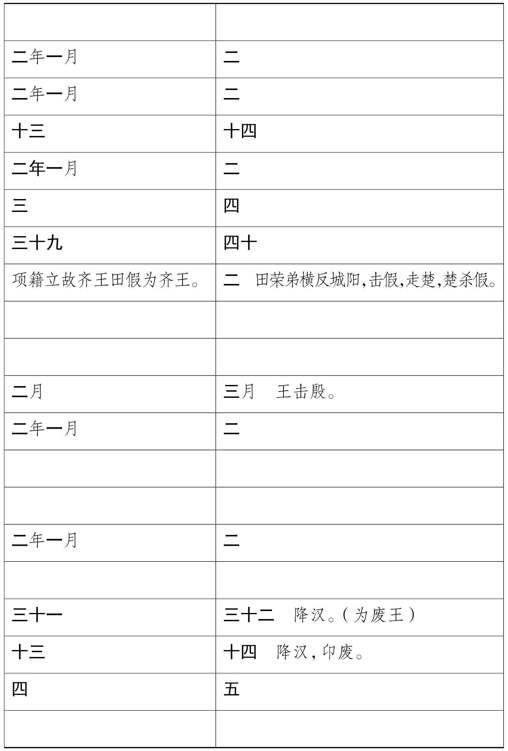 二年一月 二
二年一月 二
十三 十四
二年一月 二
三 四
三十九 四十
项籍立故齐王田假为齐王。 二 田荣弟横反城阳,击假,走楚,楚杀假。
二月 三月 王击殷。
二年一月 二
二年一月 二
三十一 三十二 降汉。(为废王)
十三 十四 降汉,卬废。
四 五